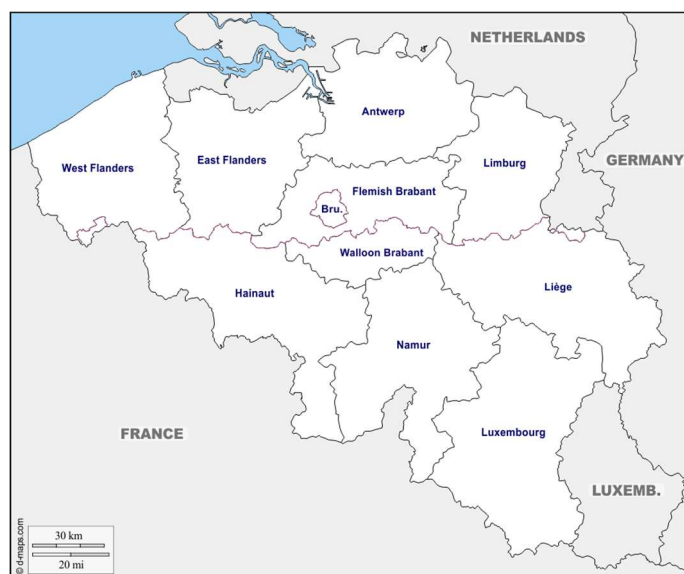 NETHERLANDS
Antwerp
East Flanders
Limburg
GERMANY
West Flanders
Flemish Brabant
Bru.
Walloon Brabant
Liège
Hainaut
Namur
FRANCE
Luxembourg
LUXEMB.
30 km
20 mi
© d-maps.com